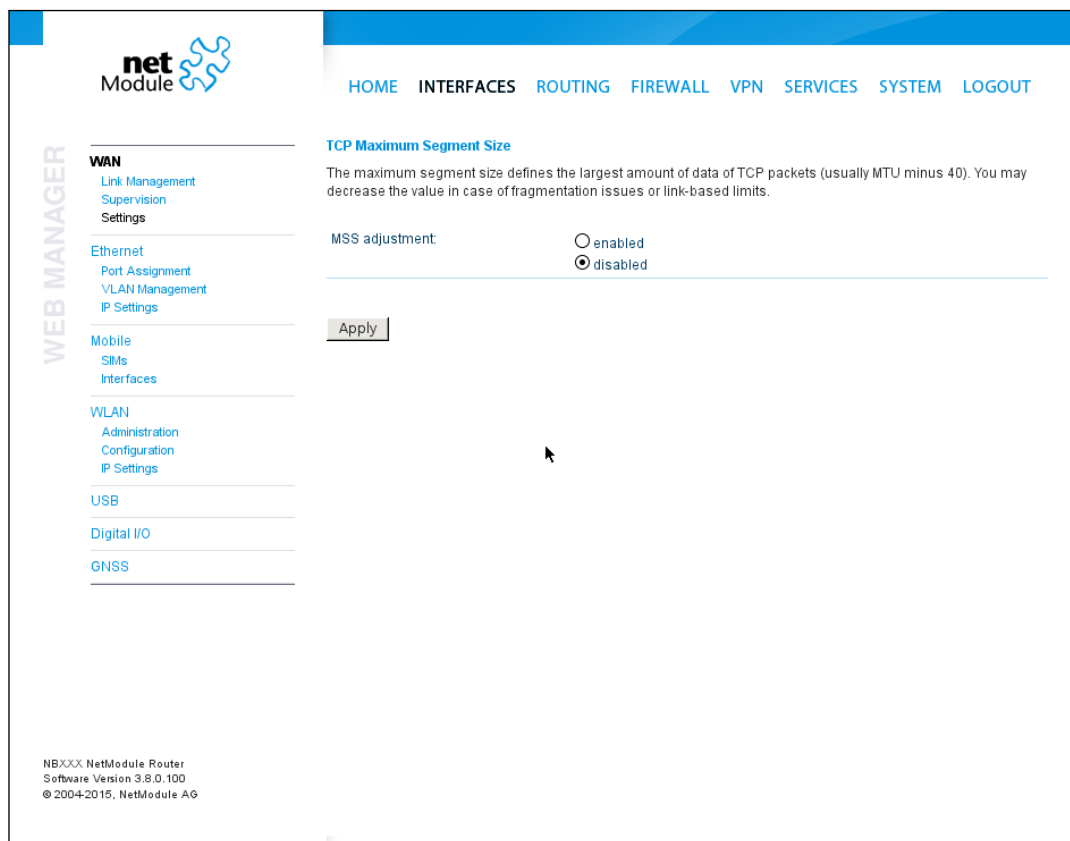 net
Module
HOME INTERFACES ROUTING FIREWALL VPN SERVICES SYSTEM LOGOUT
WEB MANAGER
WAN
Link Management
Supervision
Settings
Ethernet
Port Assignment
VLAN Management
IP Settings
Mobile
SIMs
Interfaces
WLAN
Administration
Configuration
IP Settings
USB
Digital I/O
GNSS
TCP Maximum Segment Size
The maximum segment size defines the largest amount of data of TCP packets (usually MTU minus 40). You may
decrease the value in case of fragmentation issues or link-based limits.
MSS adjustment:
enabled
disabled
Apply
NBXXX NetModule Router
Software Version 3.8.0.100
© 2004-2015, NetModule AG